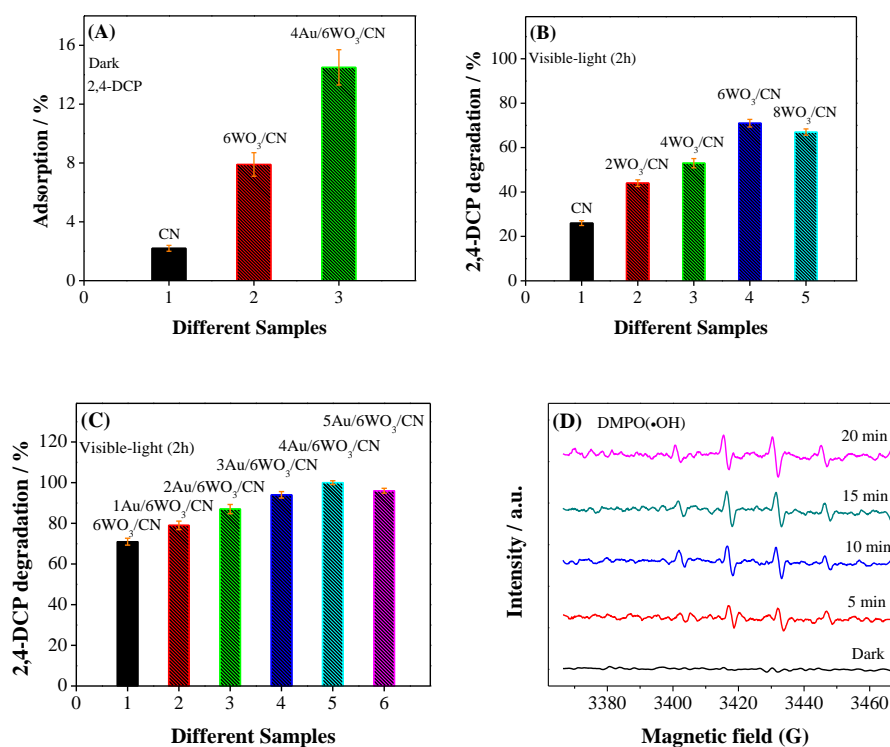 (A)
4Au/6WO₃/CN
Dark
2,4-DCP
6WO₃/CN
CN
Adsorption / %
16
12
8
4
0
0 1 2 3
Different Samples
(B)
Visible-light (2h)
6WO₃/CN
8WO₃/CN
4WO₃/CN
2WO₃/CN
CN
2,4-DCP degradation / %
100
80
60
40
20
0
0 1 2 3 4 5
Different Samples
(C)
5Au/6WO₃/CN
Visible-light (2h)
4Au/6WO₃/CN
3Au/6WO₃/CN
2Au/6WO₃/CN
1Au/6WO₃/CN
6WO₃/CN
2,4-DCP degradation / %
120
100
80
60
40
20
0
0 1 2 3 4 5 6
Different Samples
(D)
DMPO(•OH)
20 min
15 min
10 min
5 min
Dark
Intensity / a.u.
3380 3400 3420 3440 3460
Magnetic field (G)